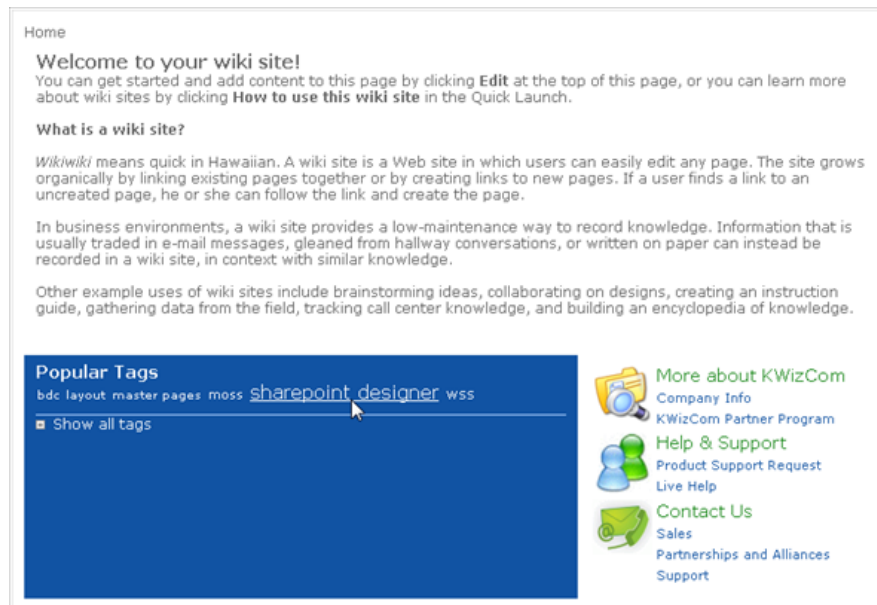 Home
Welcome to your wiki site!
You can get started and add content to this page by clicking Edit at the top of this page, or you can learn more
about wiki sites by clicking How to use this wiki site in the Quick Launch.
What is a wiki site?
Wikiwiki means quick in Hawaiian. A wiki site is a Web site in which users can easily edit any page. The site grows
organically by linking existing pages together or by creating links to new pages. If a user finds a link to an
uncreated page, he or she can follow the link and create the page.
In business environments, a wiki site provides a low-maintenance way to record knowledge. Information that is
usually traded in e-mail messages, gleaned from hallway conversations, or written on paper can instead be
recorded in a wiki site, in context with similar knowledge.
Other example uses of wiki sites include brainstorming ideas, collaborating on designs, creating an instruction
guide, gathering data from the field, tracking call center knowledge, and building an encyclopedia of knowledge.
Popular Tags
bdc layout master pages moss sharepoint designer wss
Show all tags
More about KWizCom
Company Info
KWizCom Partner Program
Help & Support
Product Support Request
Live Help
Contact Us
Sales
Partnerships and Alliances
Support